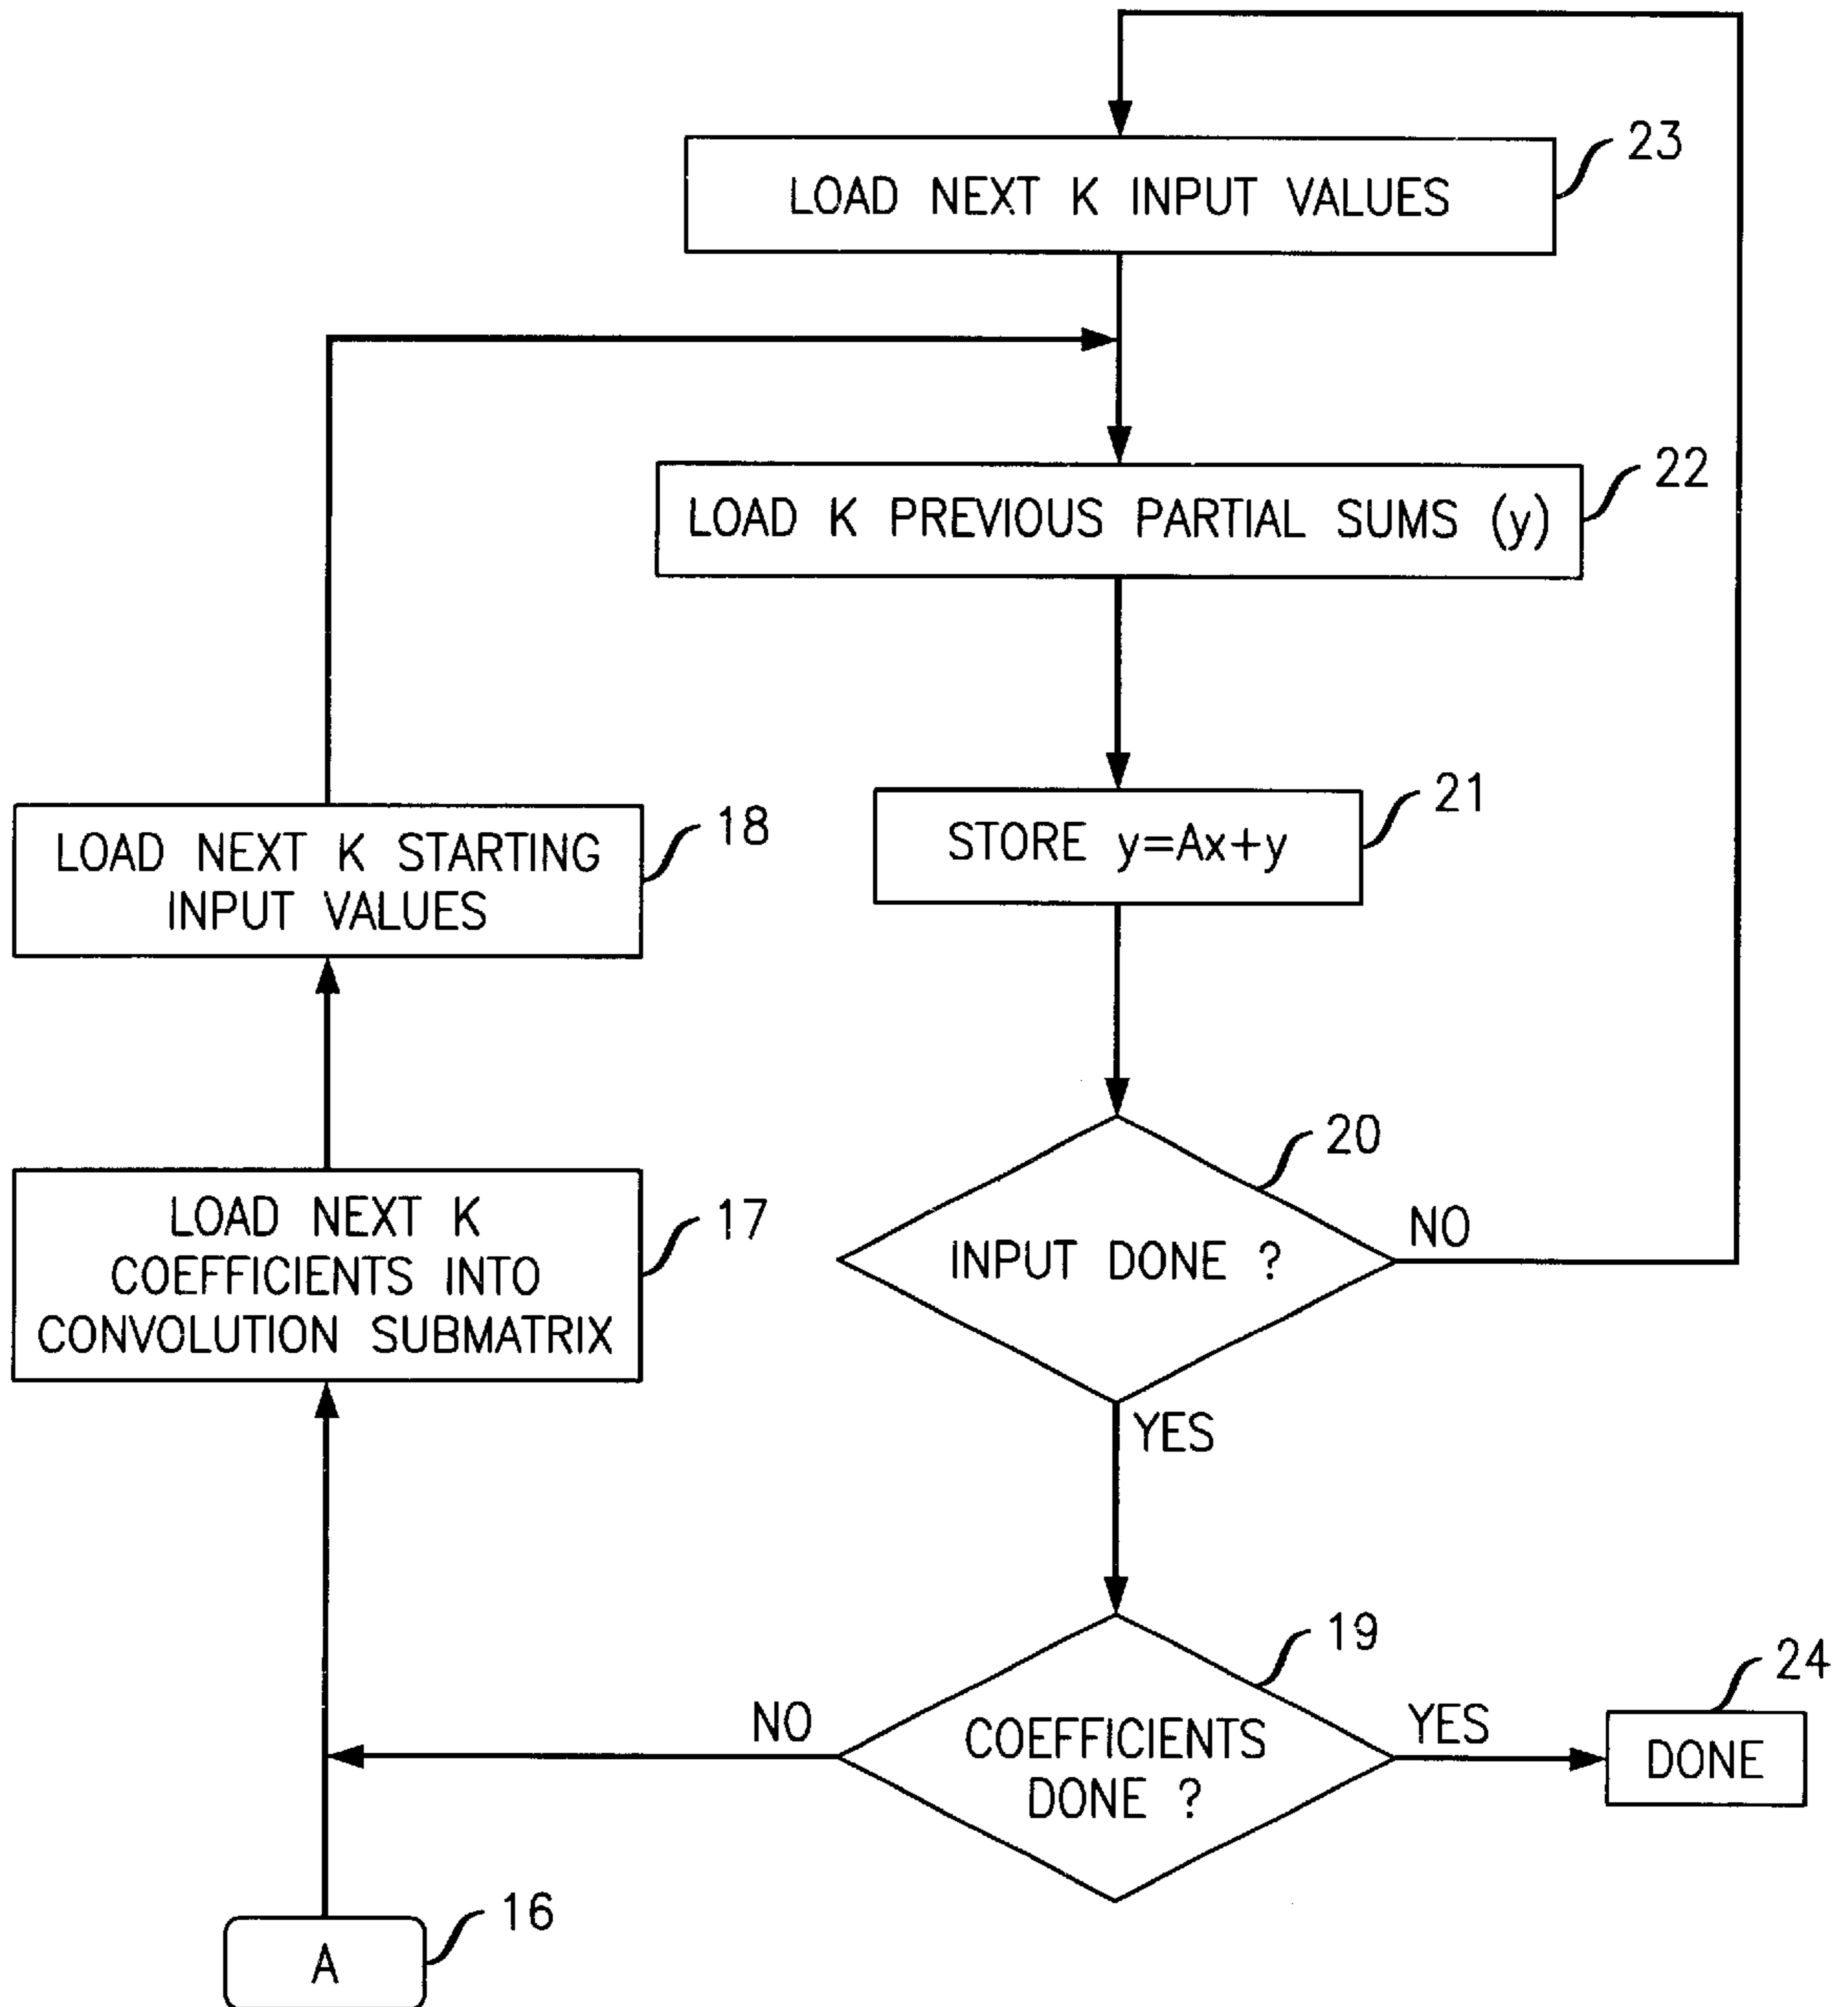 23
LOAD NEXT K INPUT VALUES
22
LOAD K PREVIOUS PARTIAL SUMS (y)
21
STORE y=Ax+y
18
LOAD NEXT K STARTING
INPUT VALUES
20
INPUT DONE ?
NO
YES
17
LOAD NEXT K
COEFFICIENTS INTO
CONVOLUTION SUBMATRIX
19
COEFFICIENTS
DONE ?
NO
YES
24
DONE
16
A